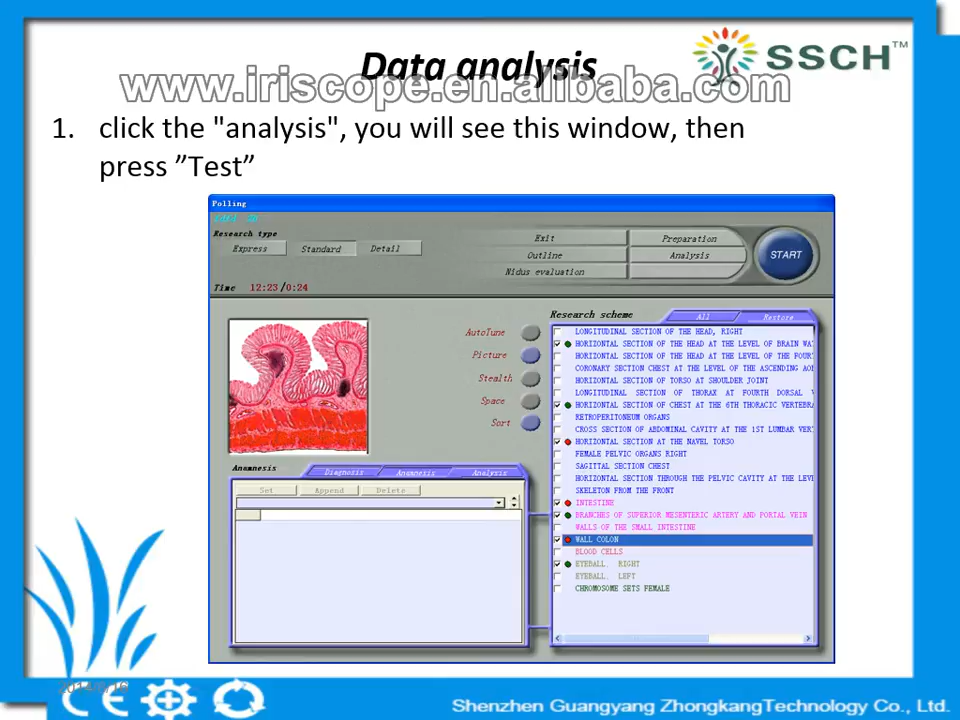 Data analysis
SSCH™
www.iriscope.en.alibaba.com
1. click the "analysis", you will see this window, then
press ”Test”
Polling
Research type
Express Standard Detail
Exit
Outline
Nidus evaluation
Preparation
Analysis
START
Time 12:23/0:24
AutoTune
Picture
Stealth
Space
Sort
Research scheme
All Restore
LONGITUDINAL SECTION OF THE HEAD, RIGHT
HORIZONTAL SECTION OF THE HEAD AT THE LEVEL OF BRAIN
HORIZONTAL SECTION OF THE HEAD AT THE LEVEL OF THE
CORONARY SECTION CHEST AT THE LEVEL OF THE ASCENDING
HORIZONTAL SECTION OF TORSO AT SHOULDER JOINT
LONGITUDINAL SECTION OF THORAX AT FOURTH DORSAL
HORIZONTAL SECTION OF CHEST AT THE 6TH THORACIC VERTEBRA
RETROPERITONEUM ORGANS
CROSS SECTION OF ABDOMINAL CAVITY AT THE 1ST LUMBAR
HORIZONTAL SECTION AT THE NAVEL TORSO
FEMALE PELVIC ORGANS RIGHT
SAGITTAL SECTION CHEST
HORIZONTAL SECTION THROUGH THE PELVIC CAVITY AT THE
SKELETON FROM THE FRONT
INTESTINE
BRANCHES OF SUPERIOR MESENTERIC ARTERY AND PORTAL VEIN
WALLS OF THE SMALL INTESTINE
WALL COLON
BLOOD CELLS
EYEBALL. RIGHT
EYEBALL. LEFT
CHROMOSOME SETS FEMALE
Anamnesis
Diagnosis Anamnesis Analysis
Set Append Delete
CE
Shenzhen Guangyang ZhongkangTechnology Co., Ltd.